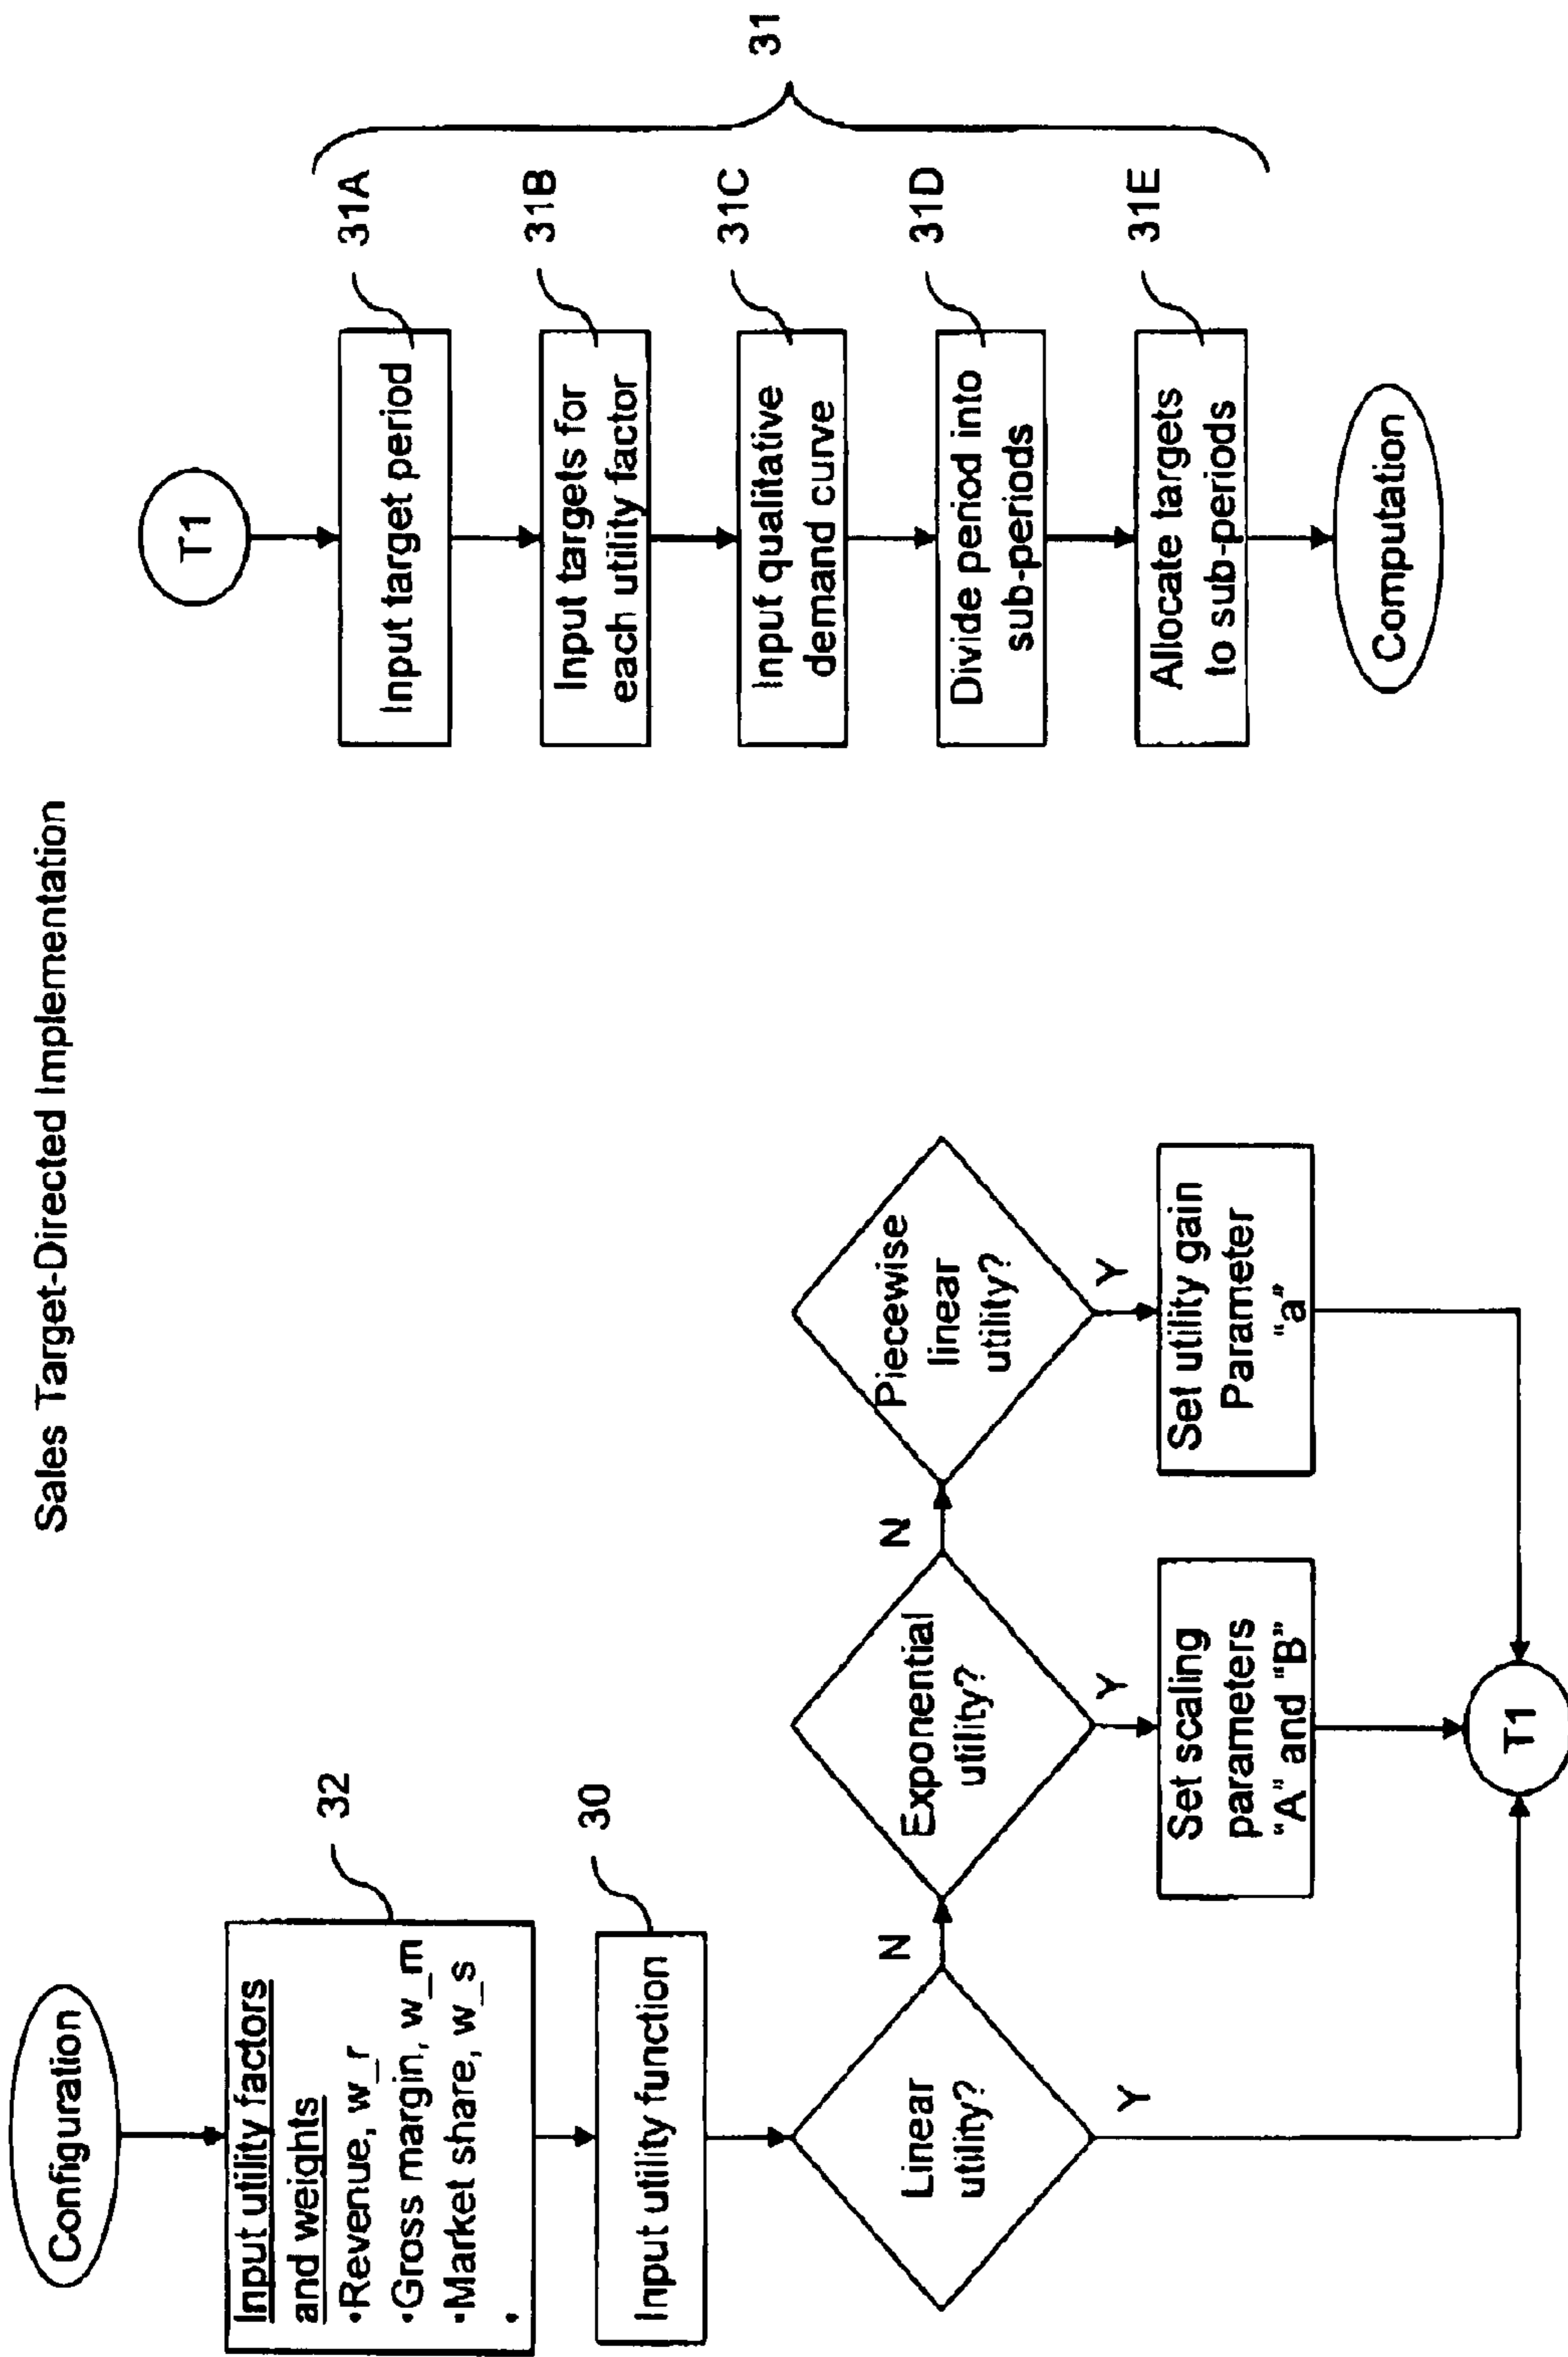 Sales Target-Directed Implementation
Configuration
Input utility factors
and weights
•Revenue, w_r
•Gross margin, w_m
•Market share, w_s
•
32
Input utility function
30
Linear
utility?
N
Y
Exponential
utility?
N
Y
Piecewise
linear
utility?
Y
Set scaling
parameters
"A" and "B"
Set utility gain
Parameter
"a"
T1
T1
Input target period
31A
Input targets for
each utility factor
31B
Input qualitative
demand curve
31C
Divide period into
sub-periods
31D
Allocate targets
to sub-periods
31E
Computation
31